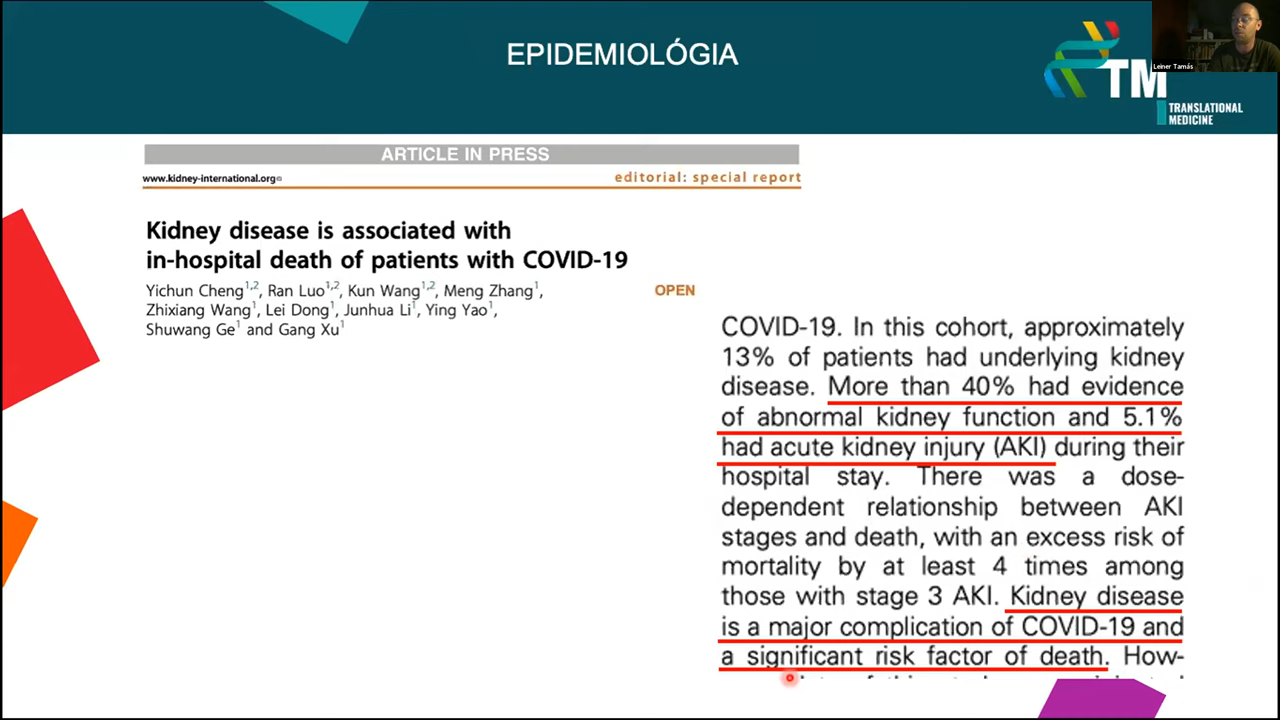 EPIDEMIOLÓGIA
Leiner Tamás
TM
TRANSLATIONAL
MEDICINE
ARTICLE IN PRESS
www.kidney-international.org
editorial: special report
Kidney disease is associated with
in-hospital death of patients with COVID-19
Yichun Cheng1,2, Ran Luo1,2, Kun Wang1,2, Meng Zhang1,
Zhixiang Wang1, Lei Dong1, Junhua Li1, Ying Yao1,
Shuwang Ge1 and Gang Xu1
OPEN
COVID-19. In this cohort, approximately
13% of patients had underlying kidney
disease. More than 40% had evidence
of abnormal kidney function and 5.1%
had acute kidney injury (AKI) during their
hospital stay. There was a dose-
dependent relationship between AKI
stages and death, with an excess risk of
mortality by at least 4 times among
those with stage 3 AKI. Kidney disease
is a major complication of COVID-19 and
a significant risk factor of death. How-